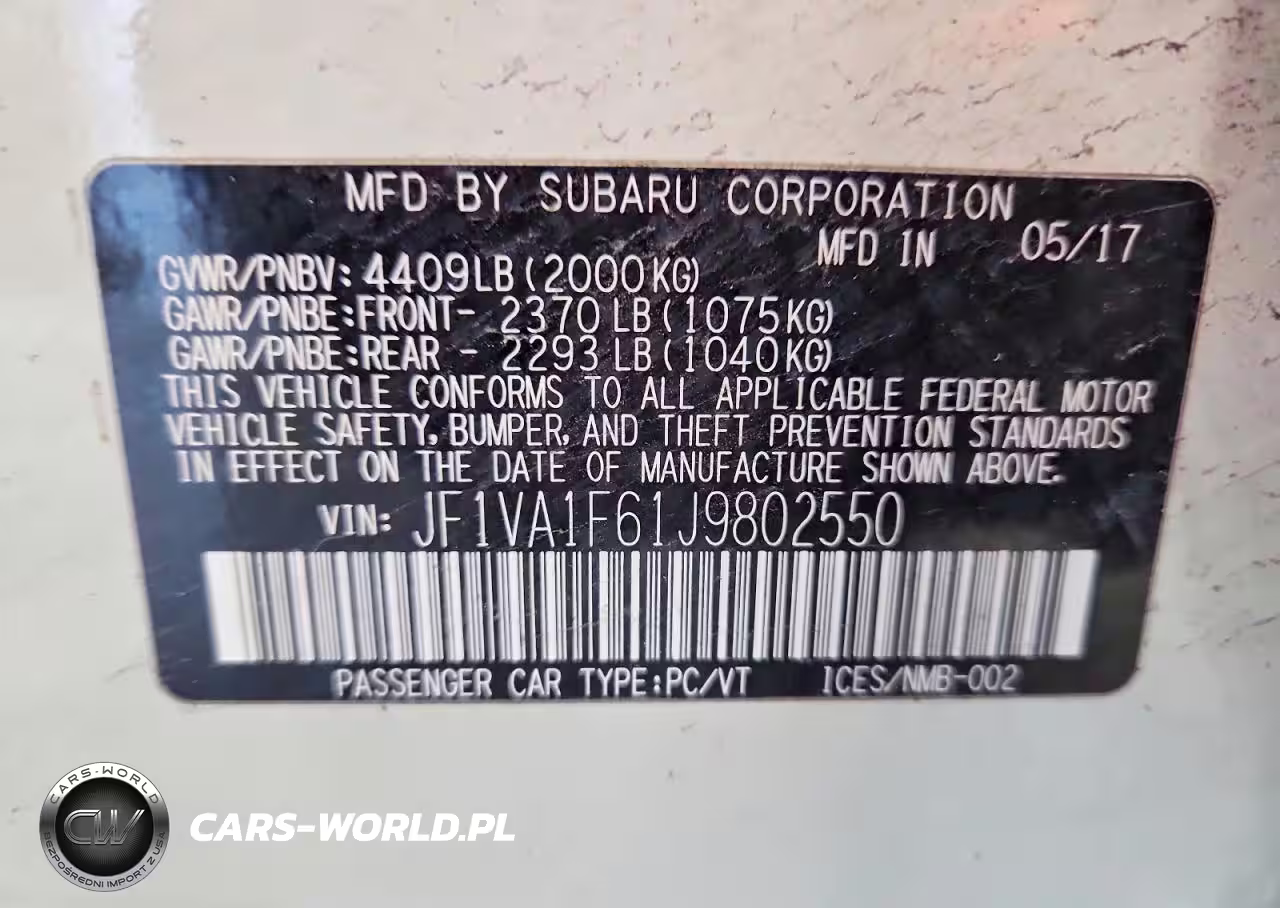 MFD BY SUBARU CORPORATION
MFD IN 05/17
GVWR/PNBV: 4409LB (2000KG)
GAWR/PNBE:FRONT- 2370 LB (1075KG)
GAWR/PNBE:REAR - 2293 LB (1040KG)
THIS VEHICLE CONFORMS TO ALL APPLICABLE FEDERAL MOTOR
VEHICLE SAFETY, BUMPER, AND THEFT PREVENTION STANDARDS
IN EFFECT ON THE DATE OF MANUFACTURE SHOWN ABOVE.
VIN: JF1VA1F61J9802550
PASSENGER CAR TYPE:PC/VT ICES/NMB-002
CARS-WORLD
CW
BEZPOŚREDNI IMPORT Z USA
CARS-WORLD.PL